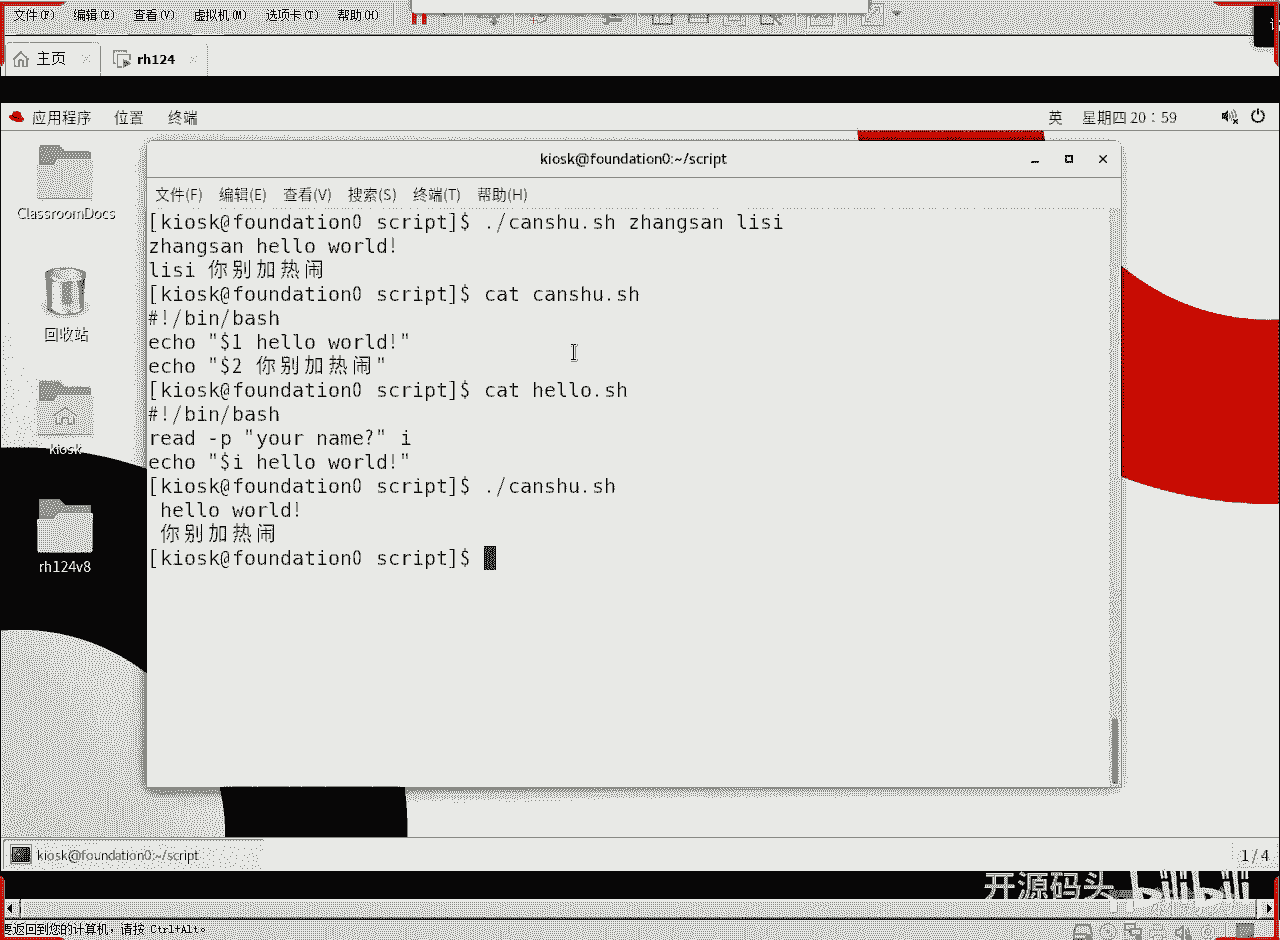 文件(F) 编辑(E) 查看(V) 虚拟机(M) 选项卡(T) 帮助(H)
主页 rh124
应用程序 位置 终端 英 星期四 20：59
ClassroomDocs
回收站
kiosk
rh124v8
kiosk@foundation0:~/script
文件(F) 编辑(E) 查看(V) 搜索(S) 终端(T) 帮助(H)
[kiosk@foundation0 script]$ ./canshu.sh zhangsan lisi
zhangsan hello world!
lisi 你别加热闹
[kiosk@foundation0 script]$ cat canshu.sh
#!/bin/bash
echo "$1 hello world!"
echo "$2 你别加热闹"
[kiosk@foundation0 script]$ cat hello.sh
#!/bin/bash
read -p "your name?" i
echo "$i hello world!"
[kiosk@foundation0 script]$ ./canshu.sh
 hello world!
 你别加热闹
[kiosk@foundation0 script]$
kiosk@foundation0:~/script
1 / 4
开源码头 bilibili
要返回到您的计算机，请按 Ctrl+Alt。